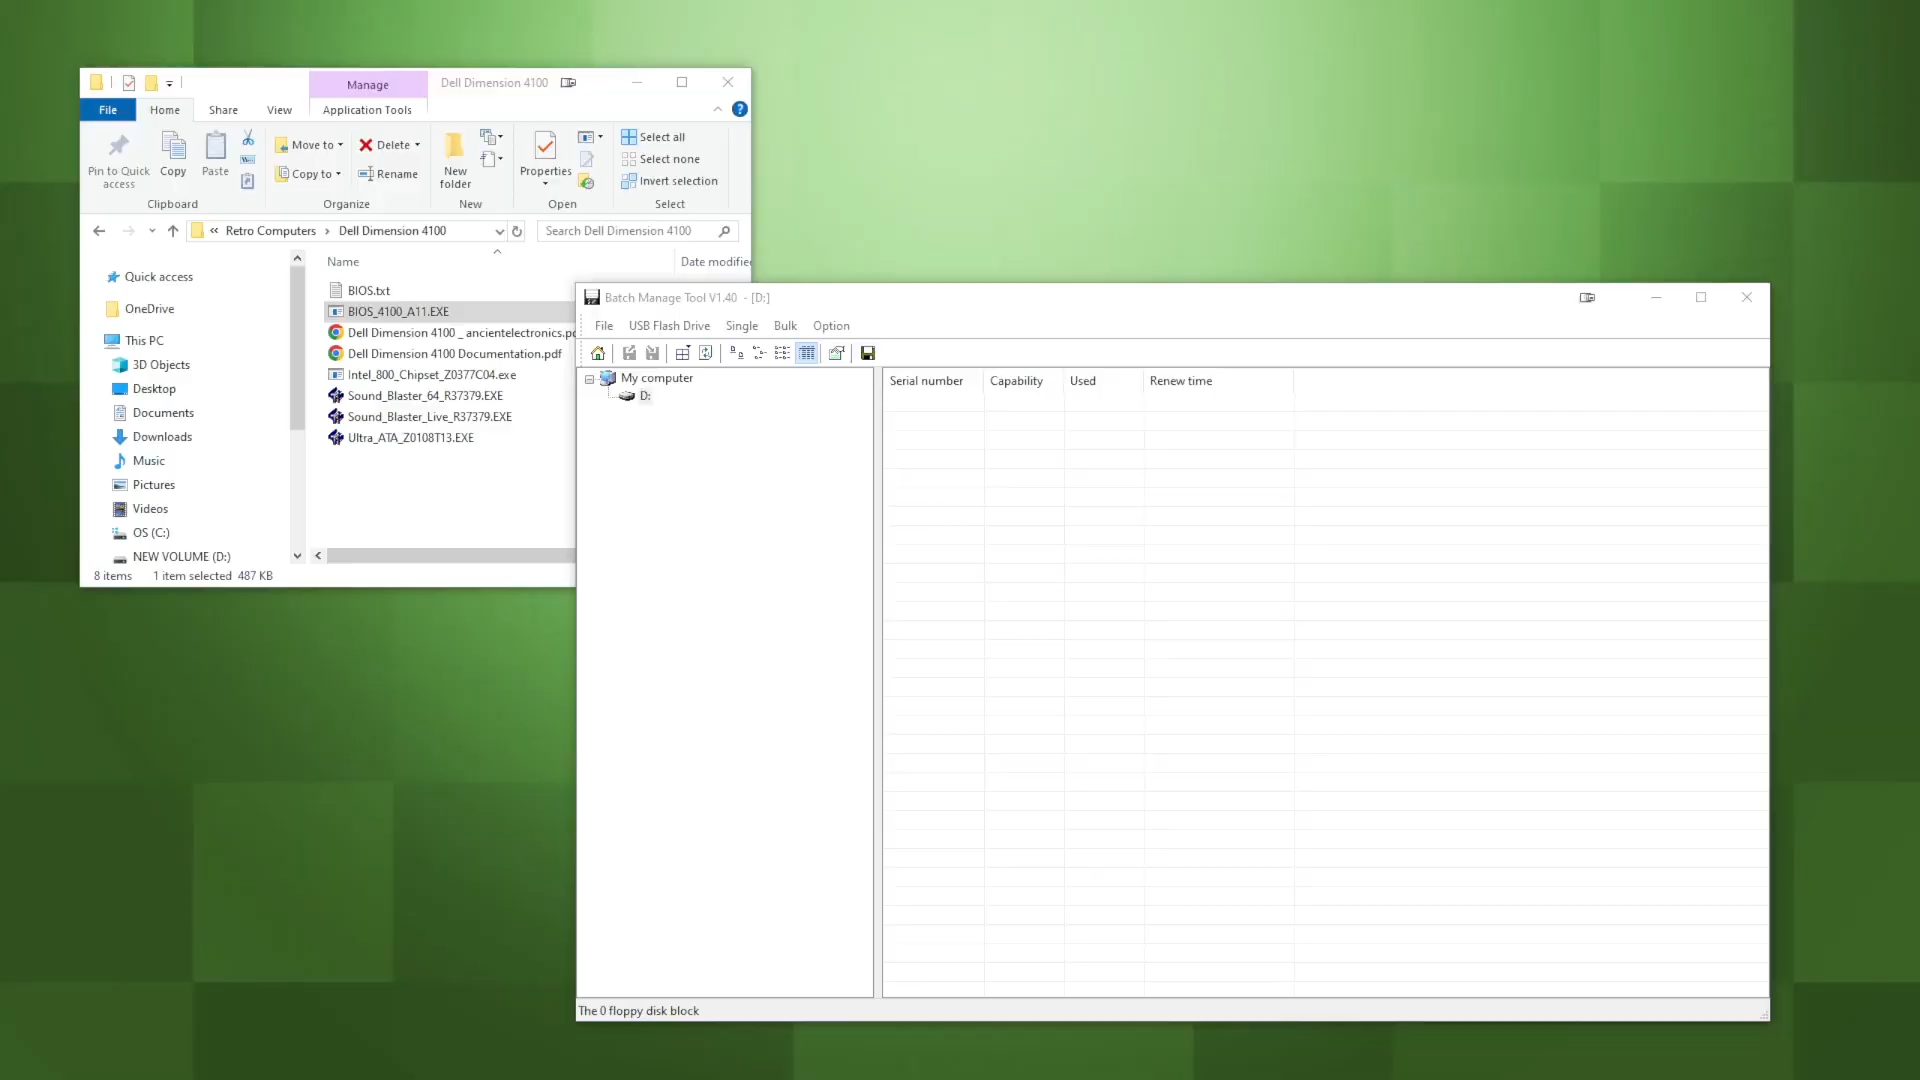 Manage
Dell Dimension 4100
File
Home
Share
View
Application Tools
Pin to Quick access
Copy
Paste
Move to
Copy to
Delete
Rename
New folder
Properties
Select all
Select none
Invert selection
Clipboard
Organize
New
Open
Select
« Retro Computers › Dell Dimension 4100
Search Dell Dimension 4100
Quick access
OneDrive
This PC
3D Objects
Desktop
Documents
Downloads
Music
Pictures
Videos
OS (C:)
NEW VOLUME (D:)
Name
Date modifie
BIOS.txt
BIOS_4100_A11.EXE
Dell Dimension 4100 _ ancientelectronics.p
Dell Dimension 4100 Documentation.pdf
Intel_800_Chipset_Z0377C04.exe
Sound_Blaster_64_R37379.EXE
Sound_Blaster_Live_R37379.EXE
Ultra_ATA_Z0108T13.EXE
8 items 1 item selected 487 KB
Batch Manage Tool V1.40 - [D:]
File USB Flash Drive Single Bulk Option
My computer
D:
Serial number Capability Used Renew time
The 0 floppy disk block